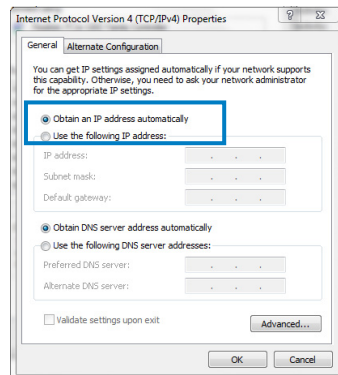 Internet Protocol Version 4 (TCP/IPv4) Properties
General
Alternate Configuration
You can get IP settings assigned automatically if your network supports
this capability. Otherwise, you need to ask your network administrator
for the appropriate IP settings.
Obtain an IP address automatically
Use the following IP address:
IP address:
Subnet mask:
Default gateway:
Obtain DNS server address automatically
Use the following DNS server addresses:
Preferred DNS server:
Alternate DNS server:
Validate settings upon exit
Advanced...
OK
Cancel